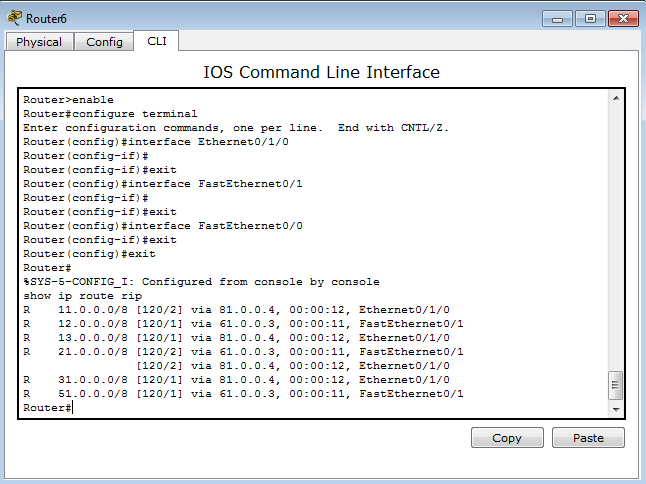 Router6
Physical Config CLI
IOS Command Line Interface
Router>enable
Router#configure terminal
Enter configuration commands, one per line.  End with CNTL/Z.
Router(config)#interface Ethernet0/1/0
Router(config-if)#
Router(config-if)#exit
Router(config)#interface FastEthernet0/1
Router(config-if)#
Router(config-if)#exit
Router(config)#interface FastEthernet0/0
Router(config-if)#exit
Router(config)#exit
Router#
%SYS-5-CONFIG_I: Configured from console by console
show ip route rip
R    11.0.0.0/8 [120/2] via 81.0.0.4, 00:00:12, Ethernet0/1/0
R    12.0.0.0/8 [120/1] via 61.0.0.3, 00:00:11, FastEthernet0/1
R    13.0.0.0/8 [120/1] via 81.0.0.4, 00:00:12, Ethernet0/1/0
R    21.0.0.0/8 [120/2] via 61.0.0.3, 00:00:11, FastEthernet0/1
                [120/2] via 81.0.0.4, 00:00:12, Ethernet0/1/0
R    31.0.0.0/8 [120/1] via 81.0.0.4, 00:00:12, Ethernet0/1/0
R    51.0.0.0/8 [120/1] via 61.0.0.3, 00:00:11, FastEthernet0/1
Router#
Copy Paste